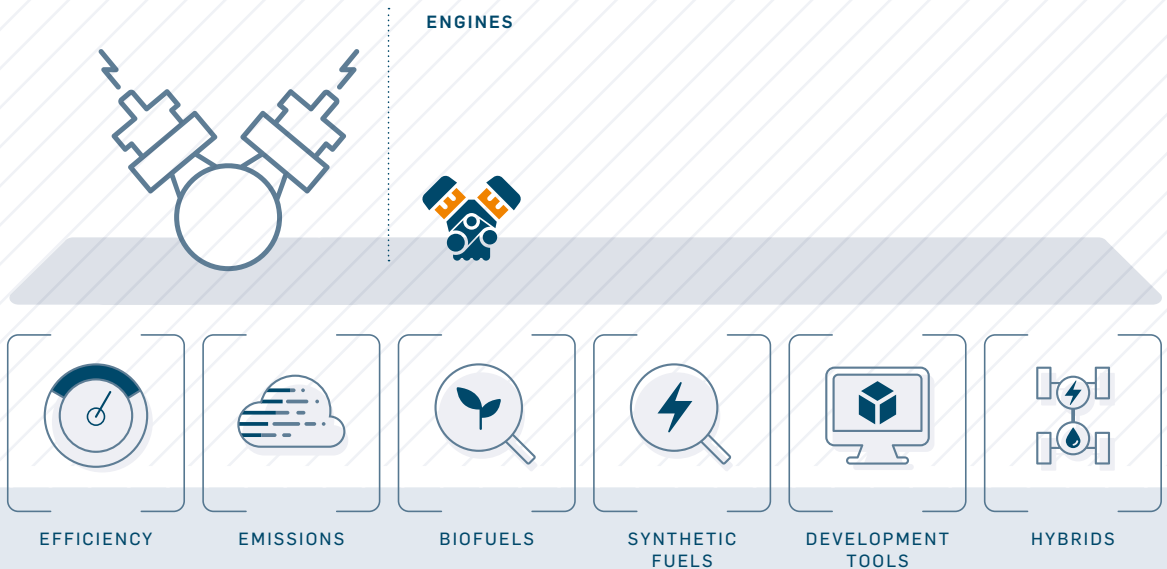 ENGINES
EFFICIENCY
EMISSIONS
BIOFUELS
SYNTHETIC
FUELS
DEVELOPMENT
TOOLS
HYBRIDS